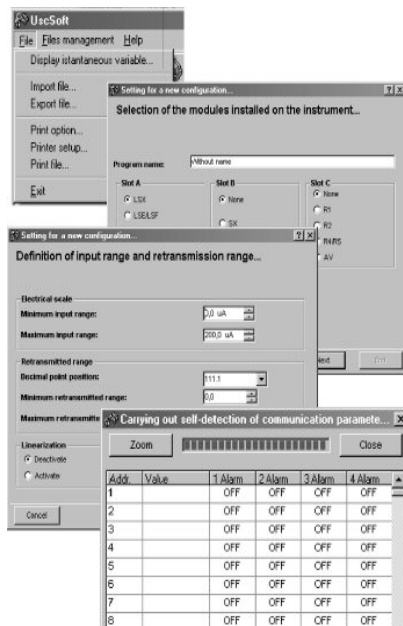 UscSoft
File Files management Help
Display istantaneous variable...
Import file...
Export file...
Print option...
Printer setup...
Print file...
Exit
Setting for a new configuration...
Selection of the modules installed on the instrument...
Program name: Without name
Slot A Slot B Slot C
LSX None None
LSE/LSF SX R1
R2
R4/RS
AV
Next
Setting for a new configuration...
Definition of input range and retransmission range...
Electrical scale
Minimum input range: 0,0 uA
Maximum input range: 200,0 uA
Retransmitted range
Decimal point position: 111.1
Minimum retransmitted range: 0,0
Maximum retransmitte
Linearization
Deactivate
Activate
Cancel
Carrying out self-detection of communication paramete...
Zoom Close
Addr. Value 1 Alarm 2 Alarm 3 Alarm 4 Alarm
1 OFF OFF OFF OFF
2 OFF OFF OFF OFF
3 OFF OFF OFF OFF
4 OFF OFF OFF OFF
5 OFF OFF OFF OFF
6 OFF OFF OFF OFF
7 OFF OFF OFF OFF
8 OFF OFF OFF OFF